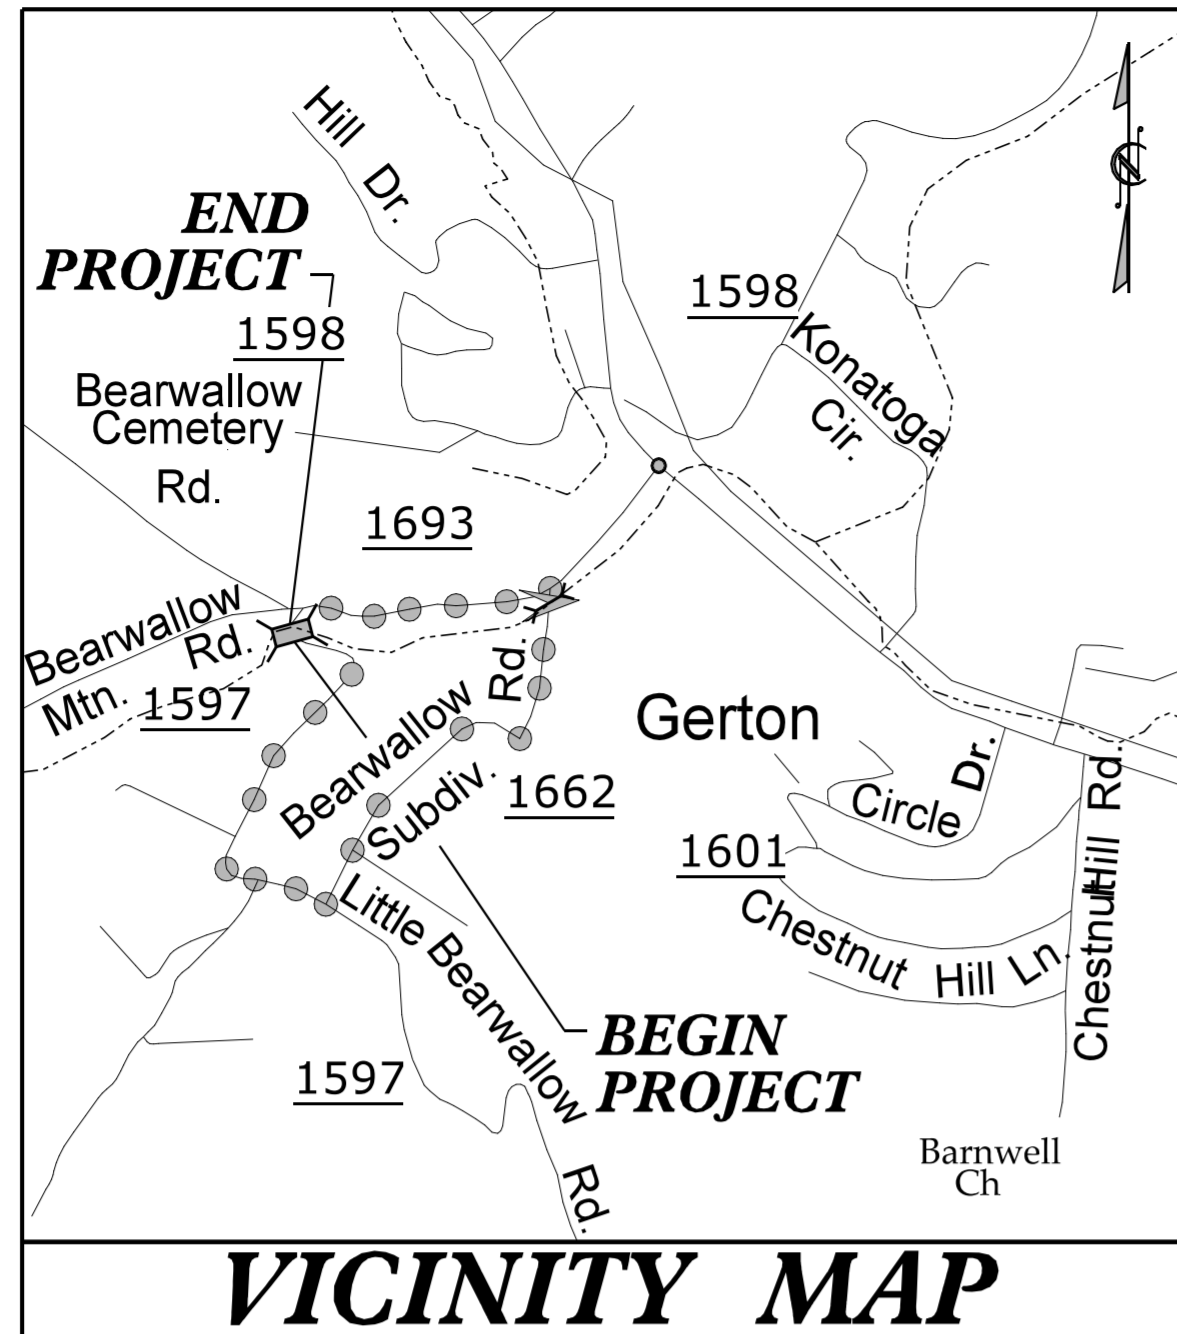 Hill Dr.
END
PROJECT
1598
1598
Konatoga
Cir.
Bearwallow
Cemetery
Rd.
1693
Bearwallow
Mtn. Rd.
1597
Bearwallow
Subdiv. Rd.
1662
Gerton
Circle Dr.
1601
Chestnut Hill Ln.
Chestnut Hill Rd.
Little Bearwallow Rd.
BEGIN
PROJECT
1597
Barnwell
Ch
N
VICINITY MAP